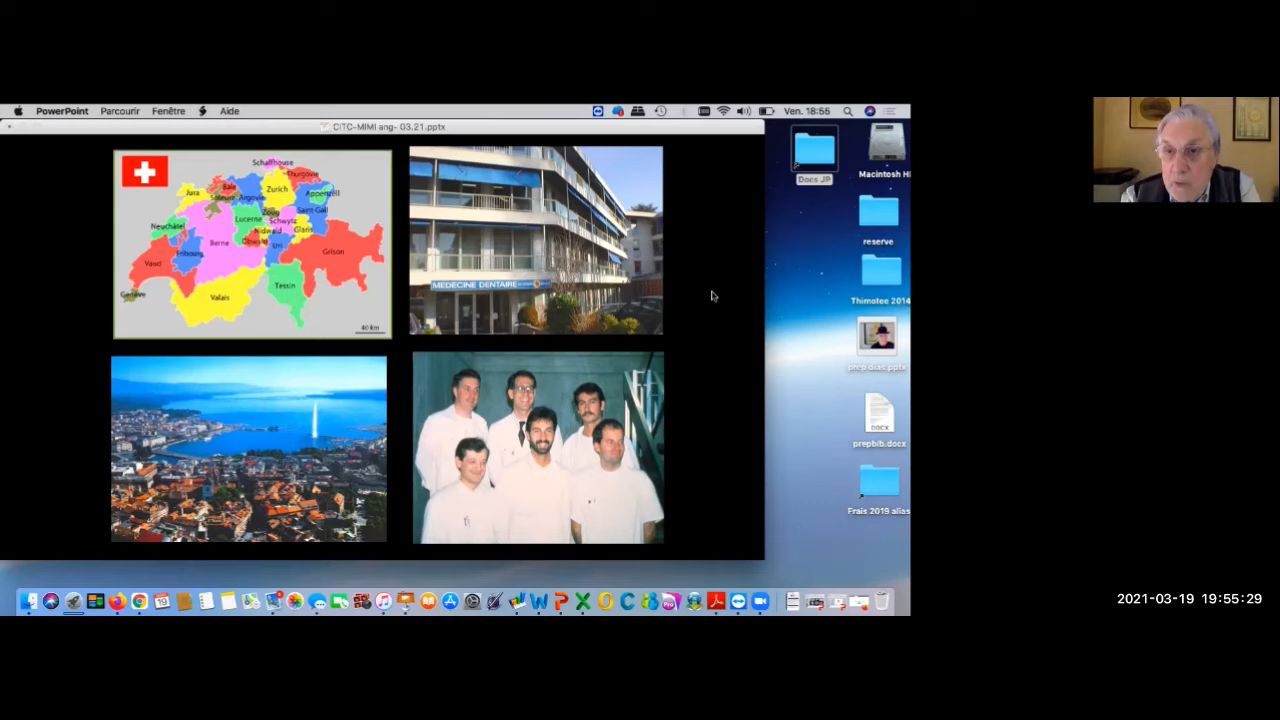 PowerPoint Parcourir Fenêtre Aide
Ven. 18:55
CITC-MIMI ang- 03.21.pptx
Schaffhouse
Thurgovie
Bâle
Jura
Zurich
Appenzell
Soleure
Argovie
Zoug
Saint-Gall
Neuchâtel
Lucerne
Schwytz
Nidwald
Glaris
Berne
Obwald
Uri
Grison
Vaud
Fribourg
Tessin
Genève
Valais
40 km
MEDECINE DENTAIRE
Docs JP
Macintosh H
reserve
Thimotee 2014
prepbib.docx
DOCX
Frais 2019 alias
Pro
2021-03-19 19:55:29